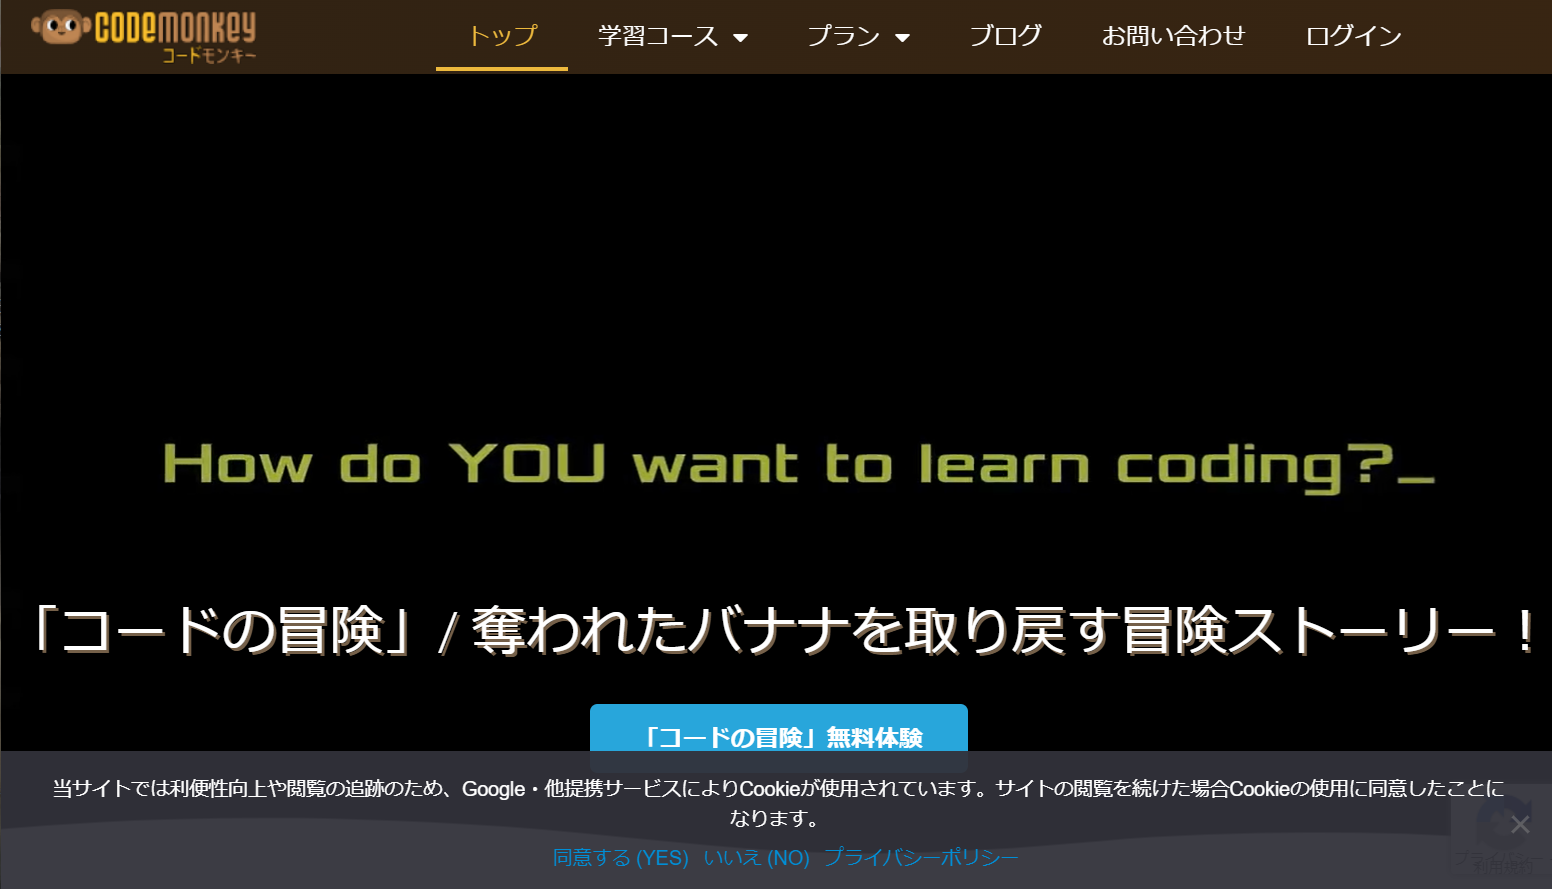 CODEmonkey
コードモンキー
トップ 学習コース プラン ブログ お問い合わせ ログイン
How do YOU want to learn coding?_
「コードの冒険」/ 奪われたバナナを取り戻す冒険ストーリー！
「コードの冒険」無料体験
当サイトでは利便性向上や閲覧の追跡のため、Google・他提携サービスによりCookieが使用されています。サイトの閲覧を続けた場合Cookieの使用に同意したことに
なります。
同意する (YES) いいえ (NO) プライバシーポリシー